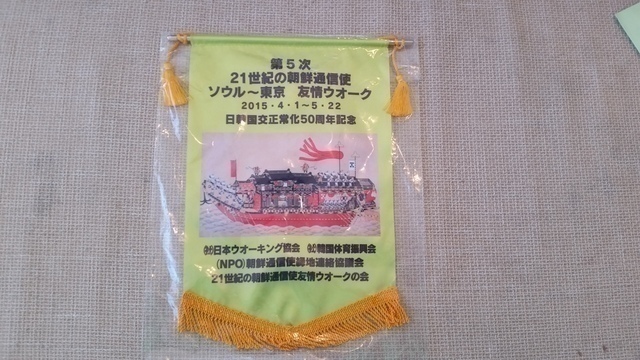 第５次
21世紀の朝鮮通信使
ソウル～東京　友情ウオーク
2015・4・1～5・22
日韓国交正常化50周年記念
㈳日本ウオーキング協会　㈳韓国体育振興会
(NPO)朝鮮通信使縁地連絡協議会
21世紀の朝鮮通信使友情ウオークの会